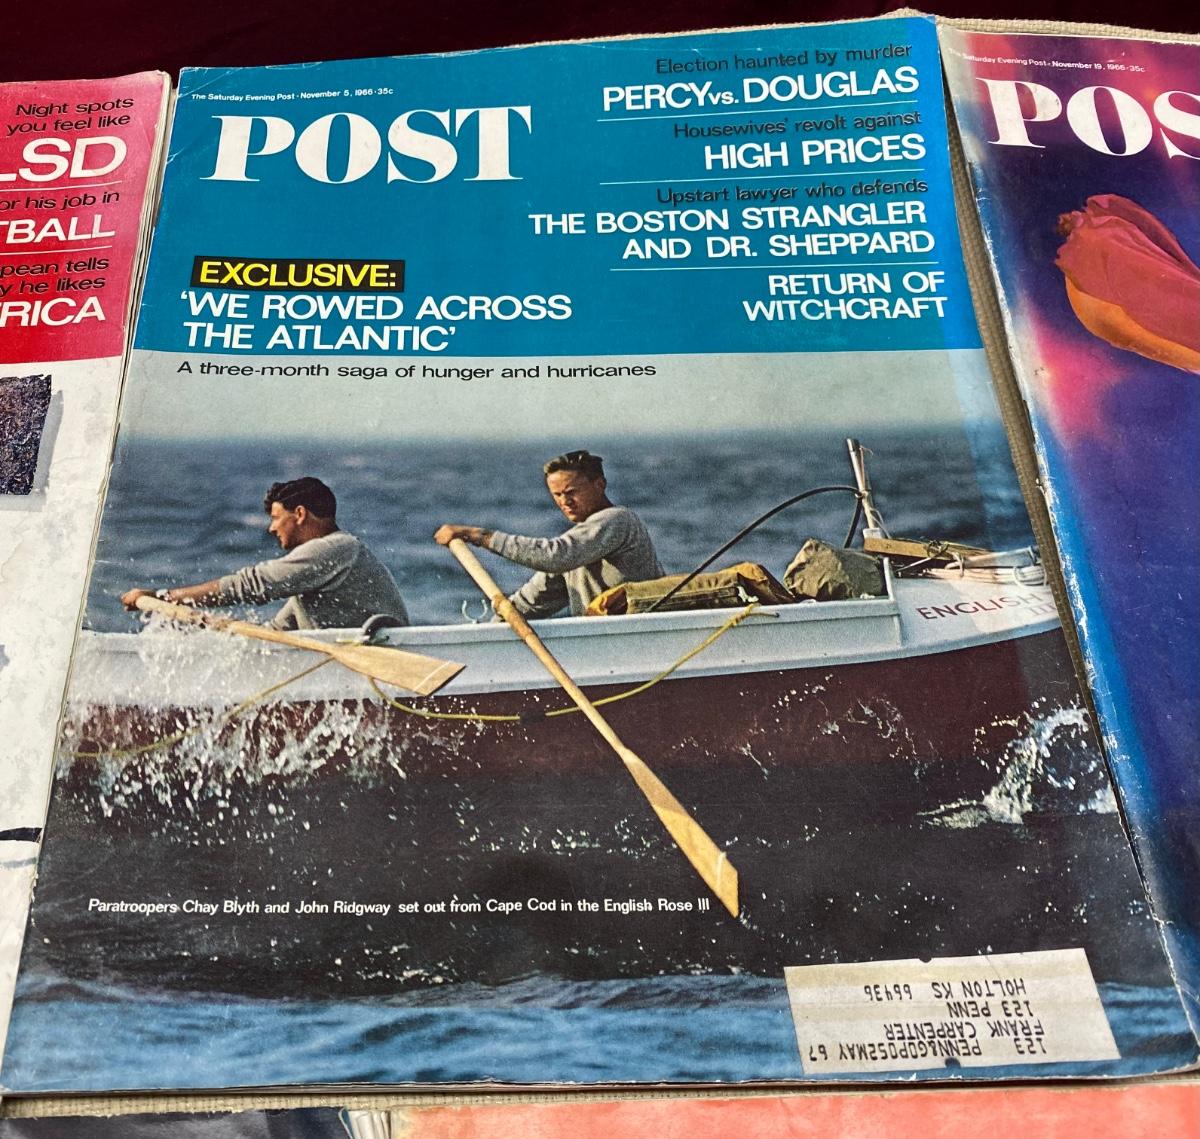 Night spots
you feel like
LSD
or his job in
TBALL
pean tells
y he likes
RICA
The Saturday Evening Post · November 5, 1966 · 35c
POST
Election haunted by murder
PERCY vs. DOUGLAS
Housewives' revolt against
HIGH PRICES
Upstart lawyer who defends
THE BOSTON STRANGLER
AND DR. SHEPPARD
RETURN OF
WITCHCRAFT
EXCLUSIVE:
'WE ROWED ACROSS
THE ATLANTIC'
A three-month saga of hunger and hurricanes
ENGLISH
III
Paratroopers Chay Blyth and John Ridgway set out from Cape Cod in the English Rose III
123 PENN&GOPOS2MAY 67
FRANK CARPENTER
123 PENN
HOLTON KS 66436
The Saturday Evening Post · November 19, 1966 · 35c
POS